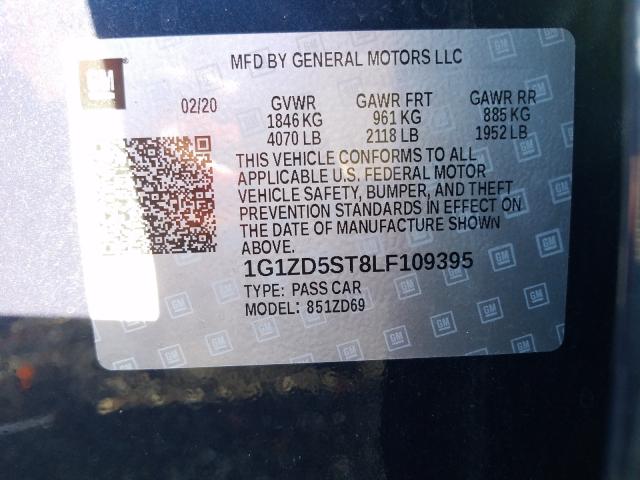 GM
MFD BY GENERAL MOTORS LLC
02/20 GVWR GAWR FRT GAWR RR
1846 KG 961 KG 885 KG
4070 LB 2118 LB 1952 LB
THIS VEHICLE CONFORMS TO ALL
APPLICABLE U.S. FEDERAL MOTOR
VEHICLE SAFETY, BUMPER, AND THEFT
PREVENTION STANDARDS IN EFFECT ON
THE DATE OF MANUFACTURE SHOWN
ABOVE.
1G1ZD5ST8LF109395
TYPE: PASS CAR
MODEL: 851ZD69